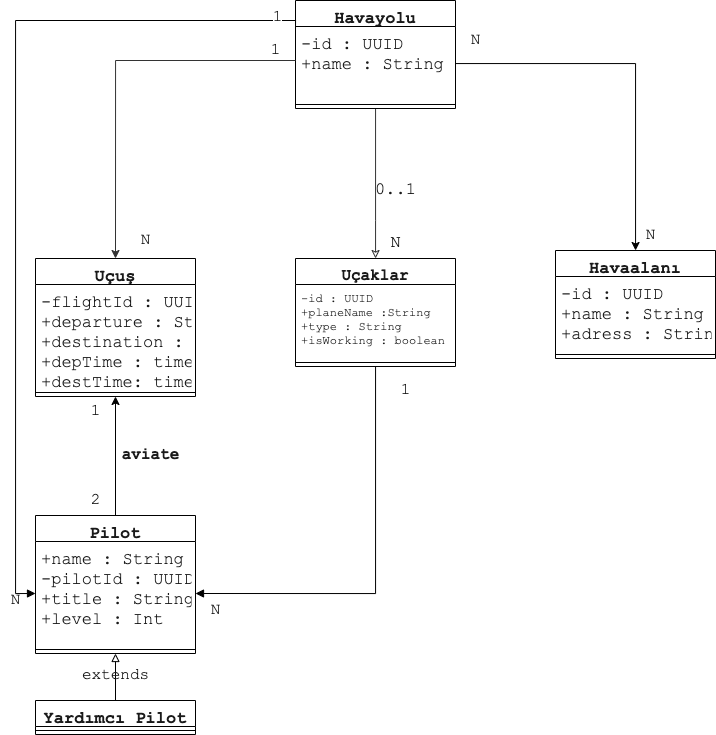 1
Havayolu
-id : UUID
+name : String
1
N
0..1
N
N
N
Uçuş
-flightId : UUI
+departure : St
+destination :
+depTime : time
+destTime: time
Uçaklar
-id : UUID
+planeName :String
+type : String
+isWorking : boolean
Havaalanı
-id : UUID
+name : String
+adress : Strin
1
1
aviate
2
Pilot
+name : String
-pilotId : UUID
+title : String
+level : Int
N
N
extends
Yardımcı Pilot